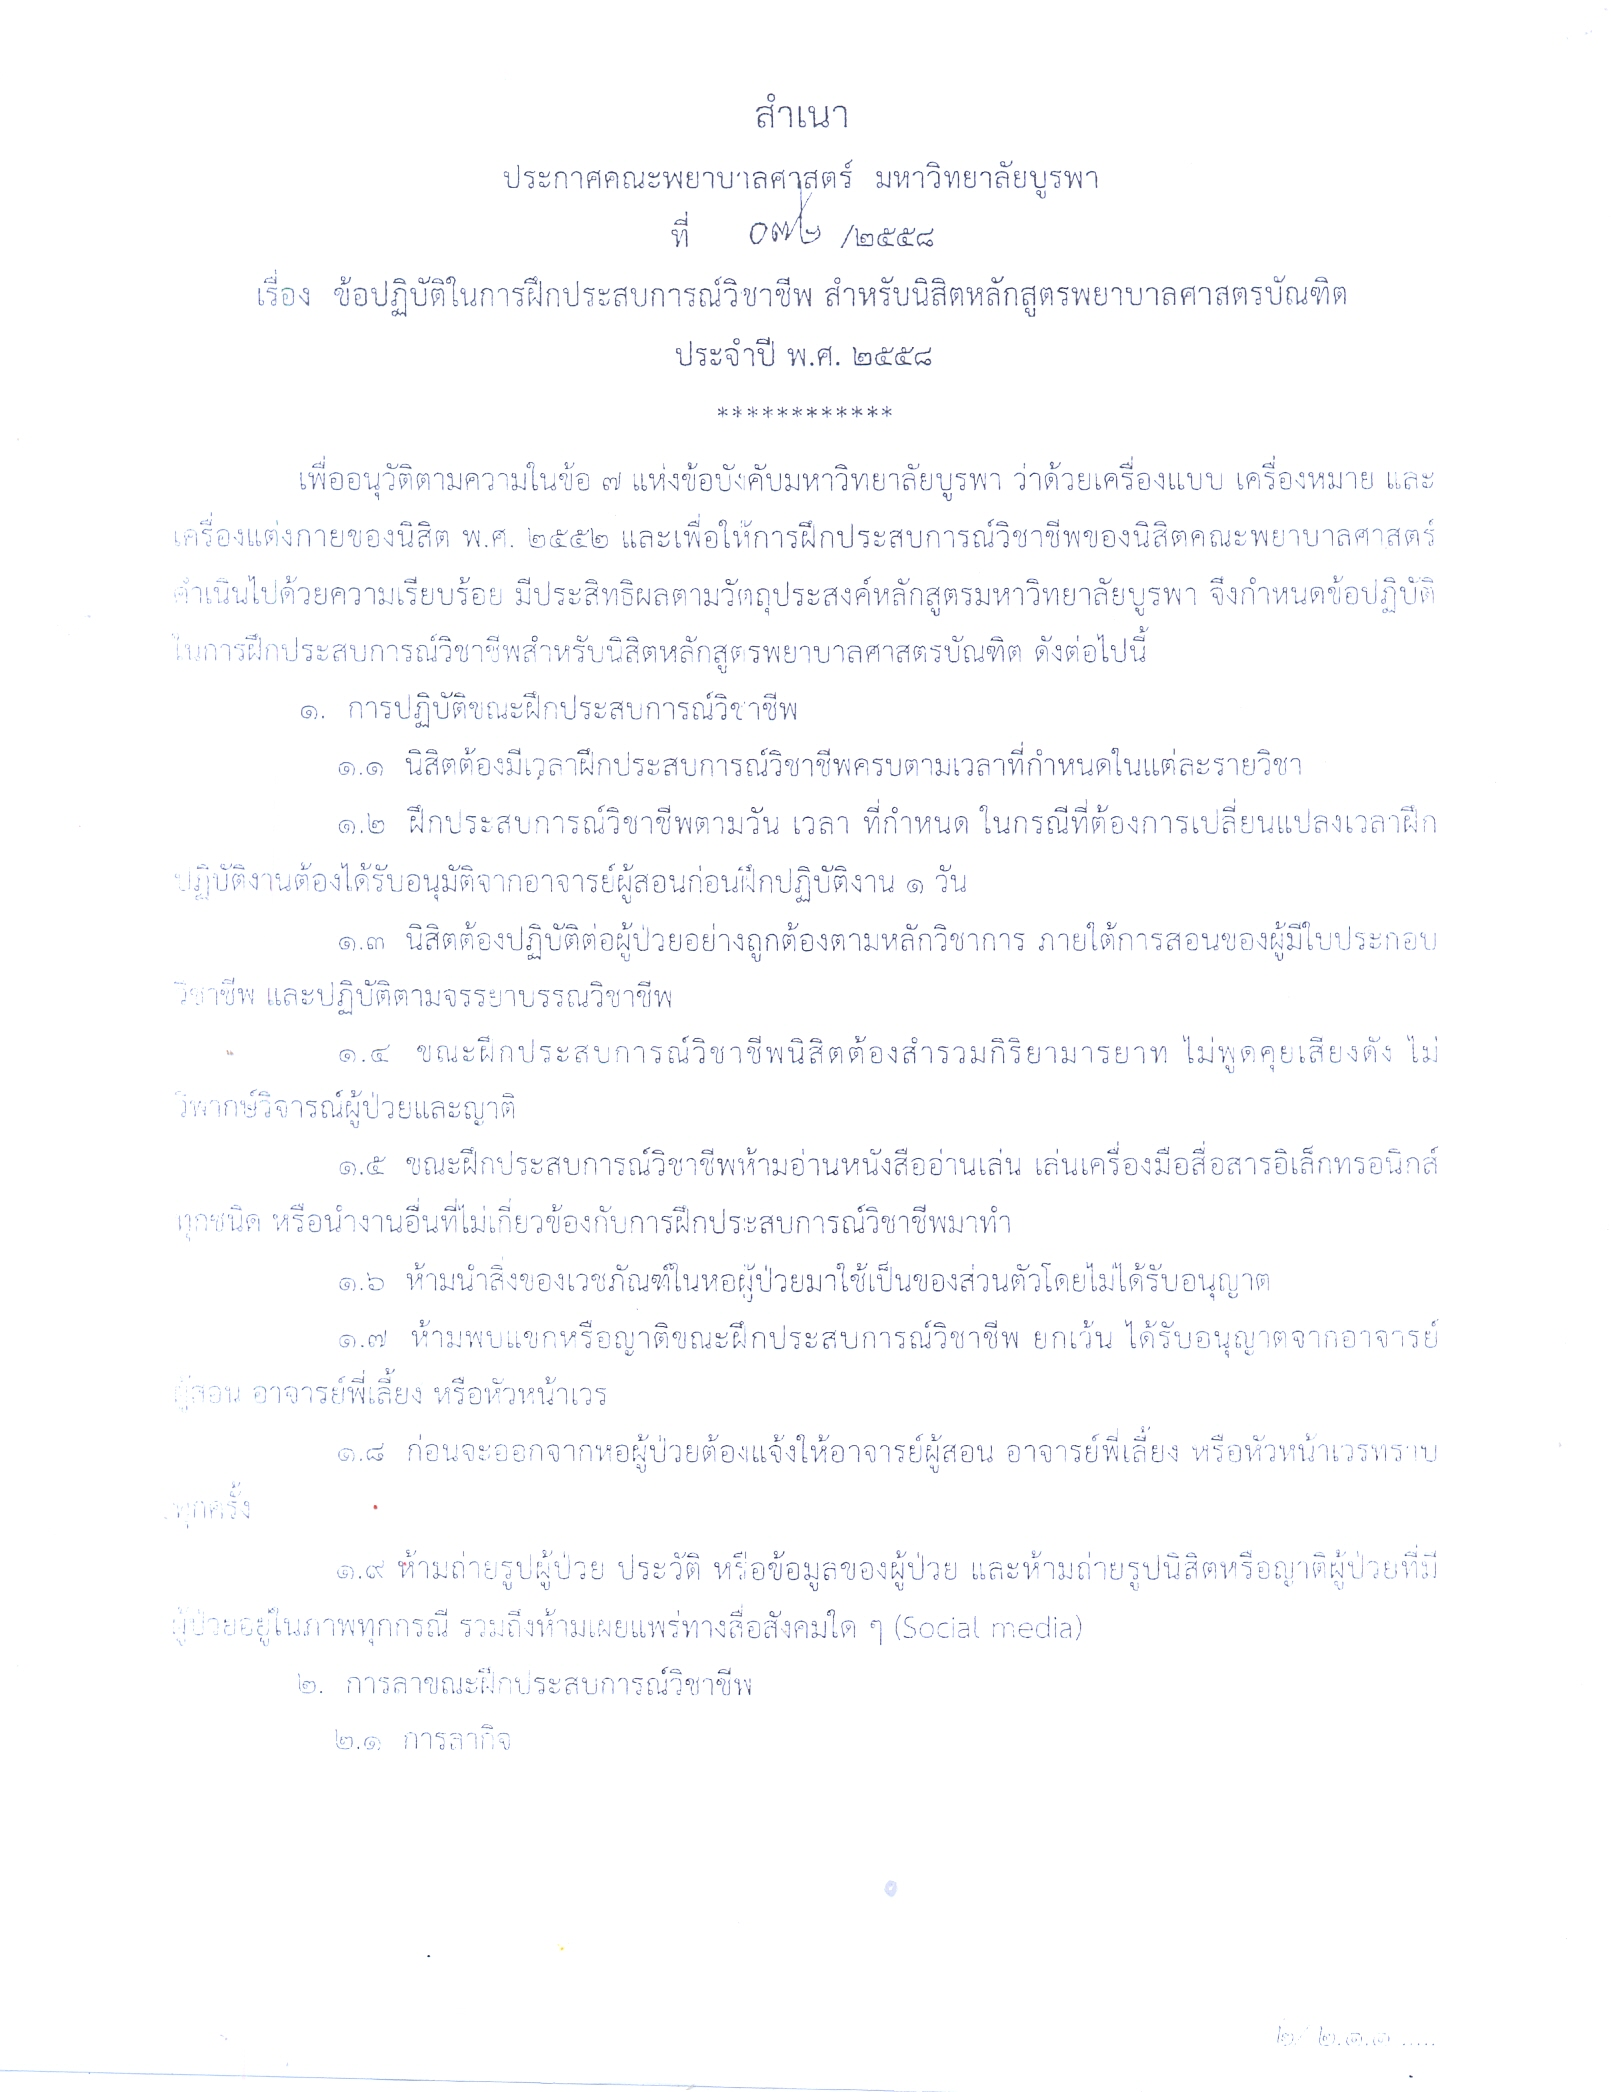 สำเนา
ประกาศคณะพยาบาลศาสตร์ มหาวิทยาลัยบูรพา
ที่ ๐๗๒ /๒๕๕๘
เรื่อง ข้อปฏิบัติในการฝึกประสบการณ์วิชาชีพ สำหรับนิสิตหลักสูตรพยาบาลศาสตรบัณฑิต
ประจำปี พ.ศ. ๒๕๕๘
************
เพื่ออนุวัติตามความในข้อ ๗ แห่งข้อบังคับมหาวิทยาลัยบูรพา ว่าด้วยเครื่องแบบ เครื่องหมาย และ
เครื่องแต่งกายของนิสิต พ.ศ. ๒๕๕๒ และเพื่อให้การฝึกประสบการณ์วิชาชีพของนิสิตคณะพยาบาลศาสตร์
ดำเนินไปด้วยความเรียบร้อย มีประสิทธิผลตามวัตถุประสงค์หลักสูตรมหาวิทยาลัยบูรพา จึงกำหนดข้อปฏิบัติ
ในการฝึกประสบการณ์วิชาชีพสำหรับนิสิตหลักสูตรพยาบาลศาสตรบัณฑิต ดังต่อไปนี้
๑. การปฏิบัติขณะฝึกประสบการณ์วิชาชีพ
๑.๑ นิสิตต้องมีเวลาฝึกประสบการณ์วิชาชีพครบตามเวลาที่กำหนดในแต่ละรายวิชา
๑.๒ ฝึกประสบการณ์วิชาชีพตามวัน เวลา ที่กำหนด ในกรณีที่ต้องการเปลี่ยนแปลงเวลาฝึก
ปฏิบัติงานต้องได้รับอนุมัติจากอาจารย์ผู้สอนก่อนฝึกปฏิบัติงาน ๑ วัน
๑.๓ นิสิตต้องปฏิบัติต่อผู้ป่วยอย่างถูกต้องตามหลักวิชาการ ภายใต้การสอนของผู้มีใบประกอบ
วิชาชีพ และปฏิบัติตามจรรยาบรรณวิชาชีพ
๑.๔ ขณะฝึกประสบการณ์วิชาชีพนิสิตต้องสำรวมกิริยามารยาท ไม่พูดคุยเสียงดัง ไม่
วิพากษ์วิจารณ์ผู้ป่วยและญาติ
๑.๕ ขณะฝึกประสบการณ์วิชาชีพห้ามอ่านหนังสืออ่านเล่น เล่นเครื่องมือสื่อสารอิเล็กทรอนิกส์
ทุกชนิด หรือนำงานอื่นที่ไม่เกี่ยวข้องกับการฝึกประสบการณ์วิชาชีพมาทำ
๑.๖ ห้ามนำสิ่งของเวชภัณฑ์ในหอผู้ป่วยมาใช้เป็นของส่วนตัวโดยไม่ได้รับอนุญาต
๑.๗ ห้ามพบแขกหรือญาติขณะฝึกประสบการณ์วิชาชีพ ยกเว้น ได้รับอนุญาตจากอาจารย์
ผู้สอน อาจารย์พี่เลี้ยง หรือหัวหน้าเวร
๑.๘ ก่อนจะออกจากหอผู้ป่วยต้องแจ้งให้อาจารย์ผู้สอน อาจารย์พี่เลี้ยง หรือหัวหน้าเวรทราบ
ทุกครั้ง
๑.๙ ห้ามถ่ายรูปผู้ป่วย ประวัติ หรือข้อมูลของผู้ป่วย และห้ามถ่ายรูปนิสิตหรือญาติผู้ป่วยที่มี
ผู้ป่วยอยู่ในภาพทุกกรณี รวมถึงห้ามเผยแพร่ทางสื่อสังคมใด ๆ (Social media)
๒. การลาขณะฝึกประสบการณ์วิชาชีพ
๒.๑ การลากิจ
๒/ ๒.๑.๑ .....